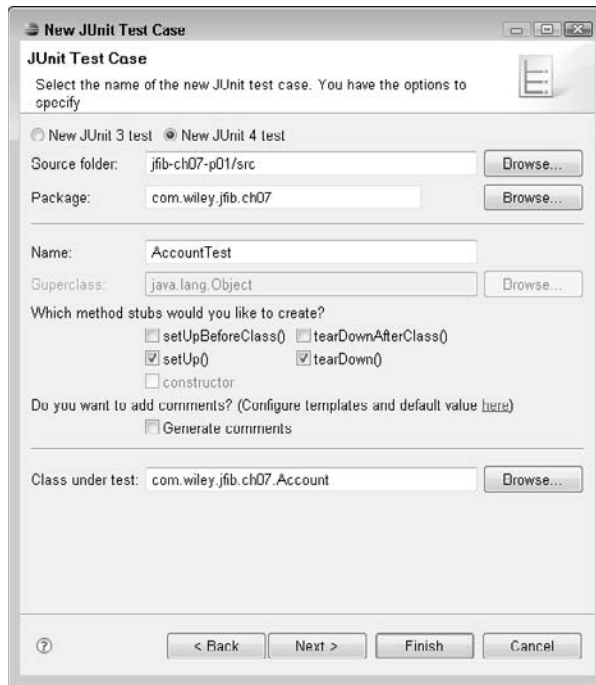 New JUnit Test Case
JUnit Test Case
Select the name of the new JUnit test case. You have the options to
specify
New JUnit 3 test New JUnit 4 test
Source folder: jfib-ch07-p01/src Browse...
Package: com.wiley.jfib.ch07 Browse...
Name: AccountTest
Superclass: java.lang.Object Browse...
Which method stubs would you like to create?
setUpBeforeClass() tearDownAfterClass()
setUp() tearDown()
constructor
Do you want to add comments? (Configure templates and default value here)
Generate comments
Class under test: com.wiley.jfib.ch07.Account Browse...
? < Back Next > Finish Cancel